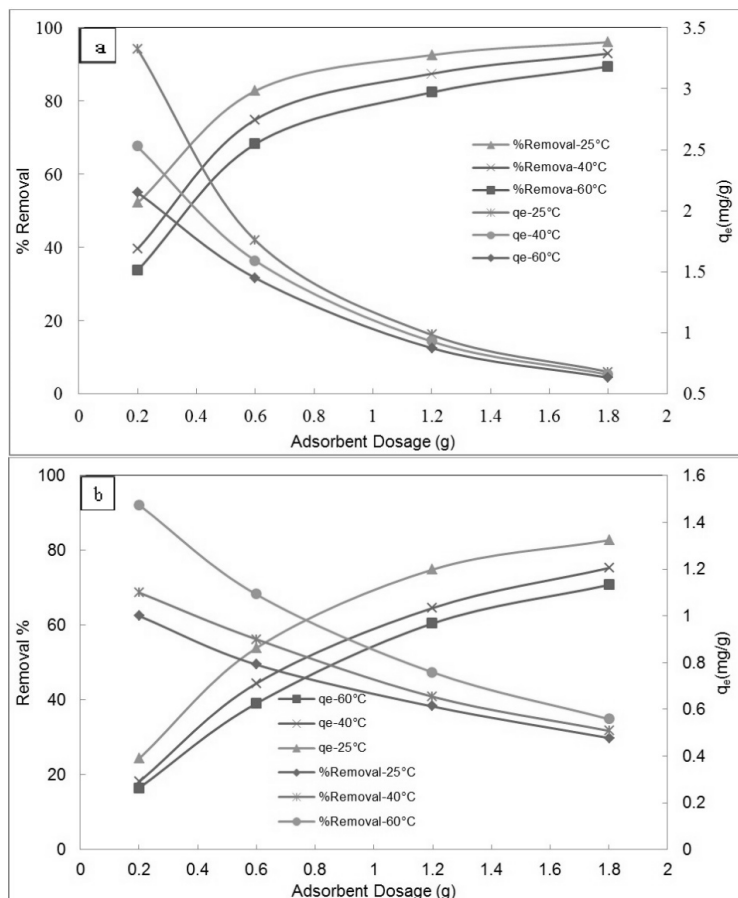 a
100
80
60
40
20
0
% Removal
3.5
3
2.5
2
1.5
1
0.5
qe(mg/g)
%Removal-25°C
%Remova-40°C
%Remova-60°C
qe-25°C
qe-40°C
qe-60°C
0 0.2 0.4 0.6 0.8 1 1.2 1.4 1.6 1.8 2
Adsorbent Dosage (g)
b
100
80
60
40
20
0
Removal %
1.6
1.4
1.2
1
0.8
0.6
0.4
0.2
0
qe(mg/g)
qe-60°C
qe-40°C
qe-25°C
%Removal-25°C
%Removal-40°C
%Removal-60°C
0 0.2 0.4 0.6 0.8 1 1.2 1.4 1.6 1.8 2
Adsorbent Dosage (g)